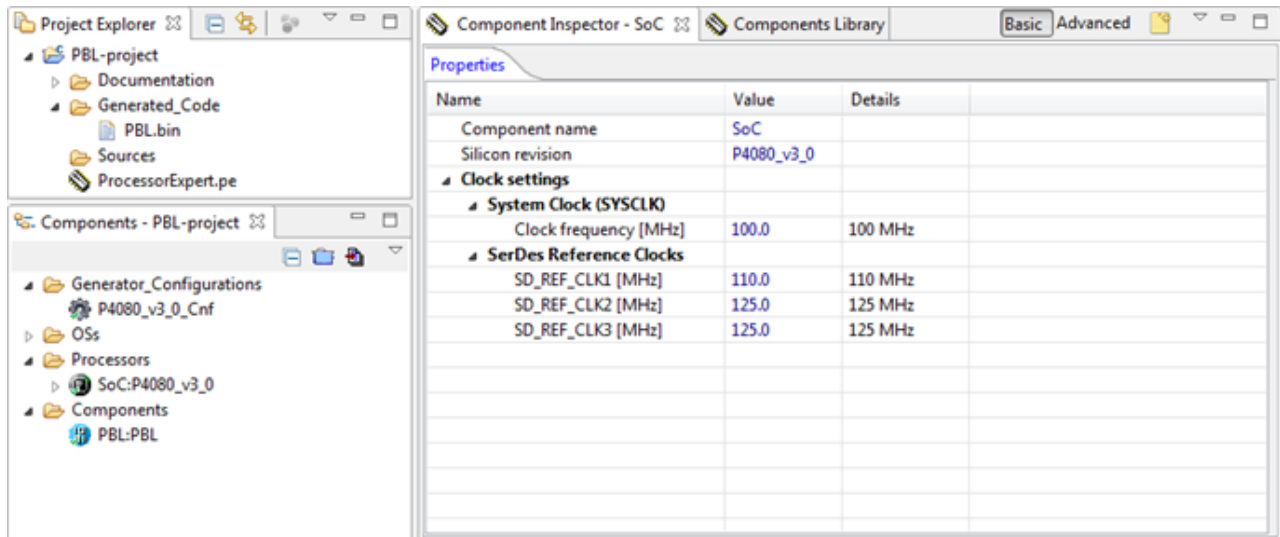 Project Explorer
PBL-project
Documentation
Generated_Code
PBL.bin
Sources
ProcessorExpert.pe
Components - PBL-project
Generator_Configurations
P4080_v3_0_Cnf
OSs
Processors
SoC:P4080_v3_0
Components
PBL:PBL
Component Inspector - SoC Components Library Basic Advanced
Properties
Name Value Details
Component name SoC
Silicon revision P4080_v3_0
Clock settings
System Clock (SYSCLK)
Clock frequency [MHz] 100.0 100 MHz
SerDes Reference Clocks
SD_REF_CLK1 [MHz] 110.0 110 MHz
SD_REF_CLK2 [MHz] 125.0 125 MHz
SD_REF_CLK3 [MHz] 125.0 125 MHz